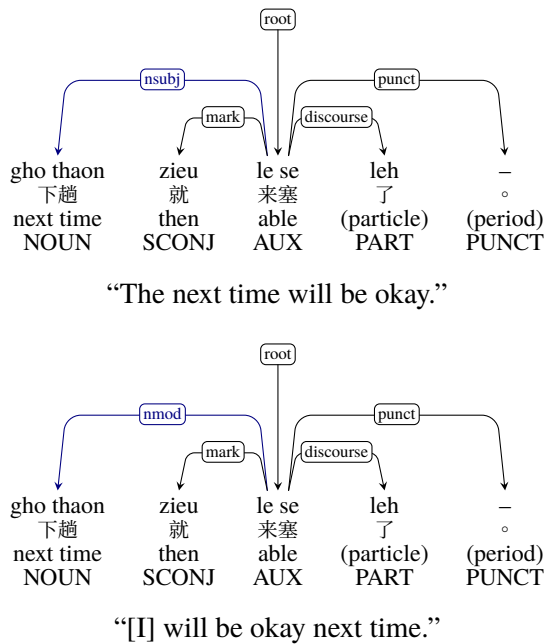 root
nsubj punct
mark discourse
gho thaon zieu le se leh –
下趟 就 来塞 了 。
next time then able (particle) (period)
NOUN SCONJ AUX PART PUNCT
“The next time will be okay.”
root
nmod punct
mark discourse
gho thaon zieu le se leh –
下趟 就 来塞 了 。
next time then able (particle) (period)
NOUN SCONJ AUX PART PUNCT
“[I] will be okay next time.”